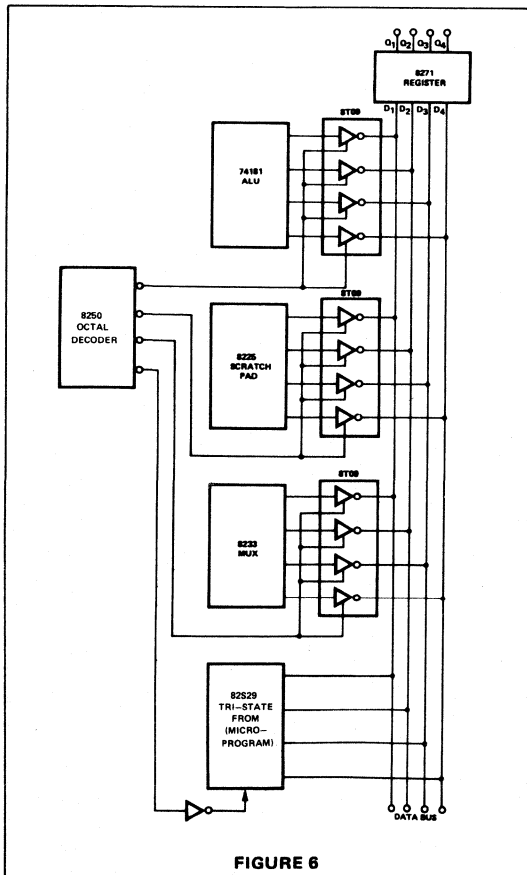 Q1 Q2 Q3 Q4
8271
REGISTER
D1 D2 D3 D4
8T09
74181
ALU
8250
OCTAL
DECODER
8T09
8225
SCRATCH
PAD
8T09
8233
MUX
82S29
TRI-STATE
FROM
(MICRO-
PROGRAM)
DATA BUS
FIGURE 6